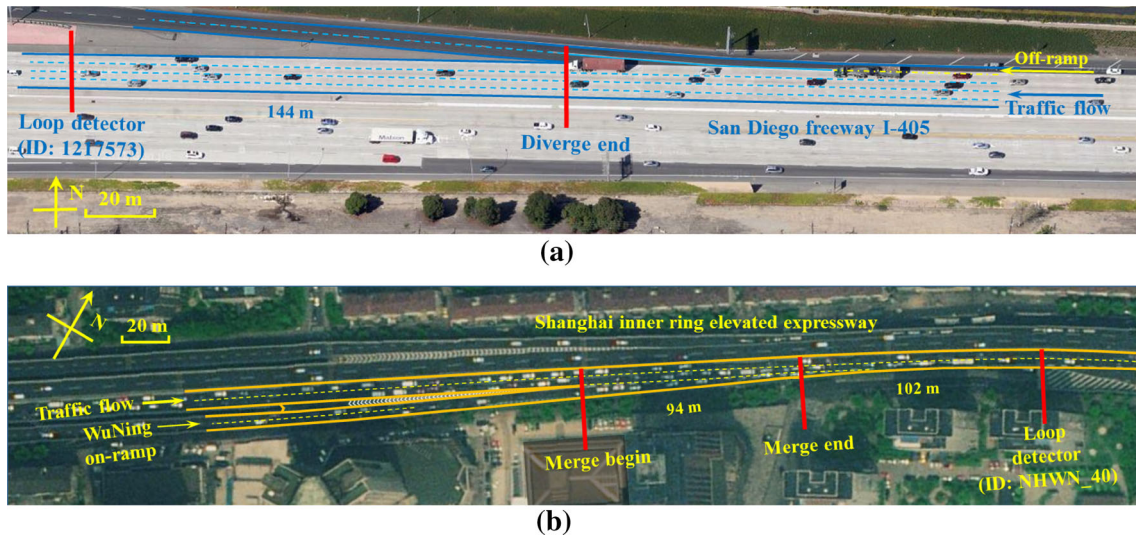 Off-ramp
144 m
Traffic flow
Loop detector
(ID: 1217573)
San Diego freeway I-405
Diverge end
N
20 m
(a)
N
20 m
Shanghai inner ring elevated expressway
Traffic flow
WuNing
on-ramp
94 m
102 m
Merge begin
Merge end
Loop
detector
(ID: NHWN_40)
(b)